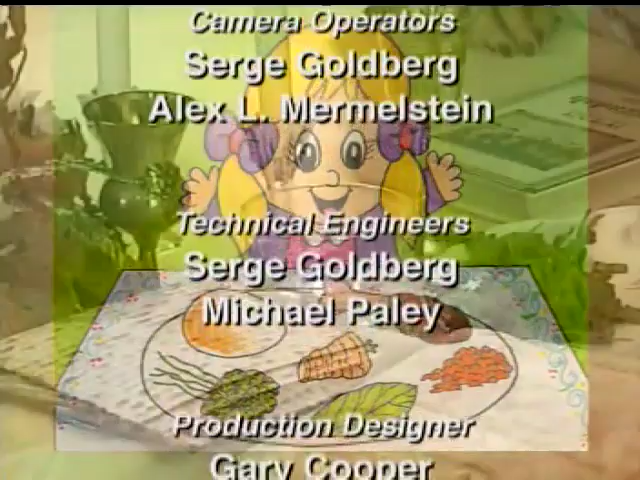 Camera Operators
Serge Goldberg
Alex L. Mermelstein
Technical Engineers
Serge Goldberg
Michael Paley
Production Designer
Gary Cooper